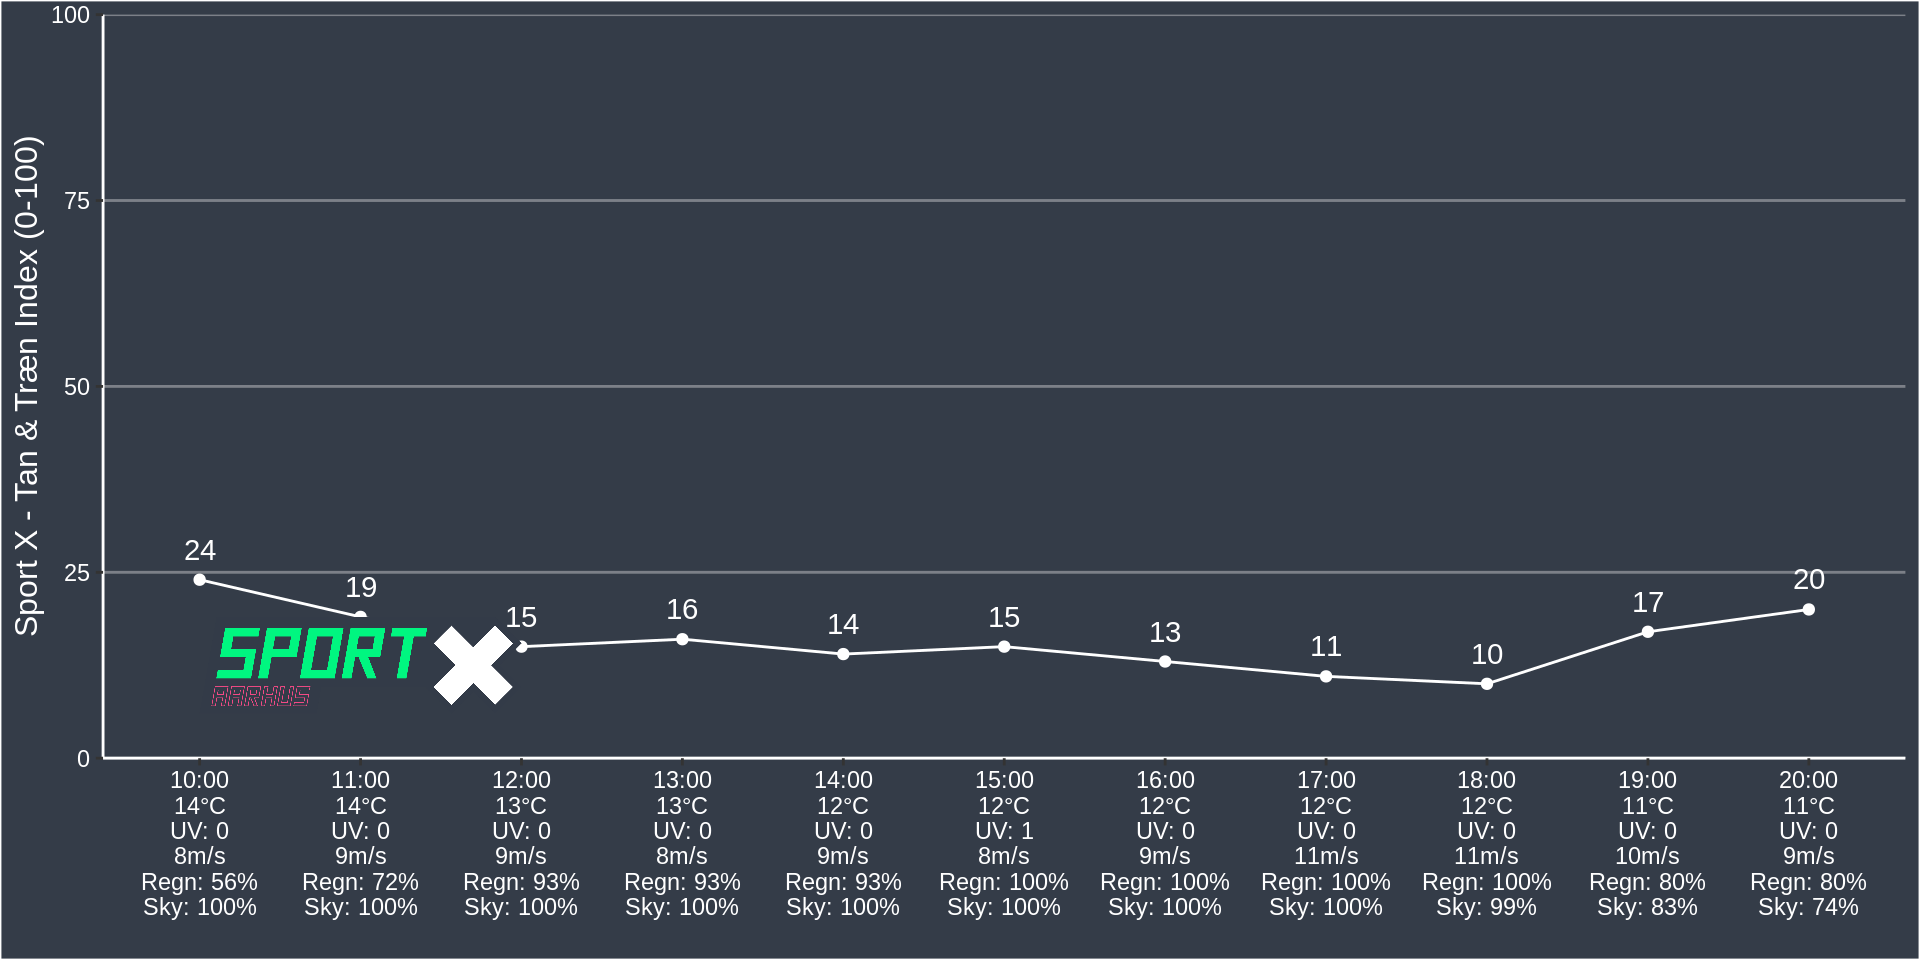 Sport X - Tan & Træn Index (0-100)
100
75
50
25
0
24
19
15
16
14
15
13
11
10
17
20
SPORT X
AARHUS
10:00 11:00 12:00 13:00 14:00 15:00 16:00 17:00 18:00 19:00 20:00
14°C 14°C 13°C 13°C 12°C 12°C 12°C 12°C 12°C 11°C 11°C
UV: 0 UV: 0 UV: 0 UV: 0 UV: 0 UV: 1 UV: 0 UV: 0 UV: 0 UV: 0 UV: 0
8m/s 9m/s 9m/s 8m/s 9m/s 8m/s 9m/s 11m/s 11m/s 10m/s 9m/s
Regn: 56% Regn: 72% Regn: 93% Regn: 93% Regn: 93% Regn: 100% Regn: 100% Regn: 100% Regn: 100% Regn: 80% Regn: 80%
Sky: 100% Sky: 100% Sky: 100% Sky: 100% Sky: 100% Sky: 100% Sky: 100% Sky: 100% Sky: 99% Sky: 83% Sky: 74%